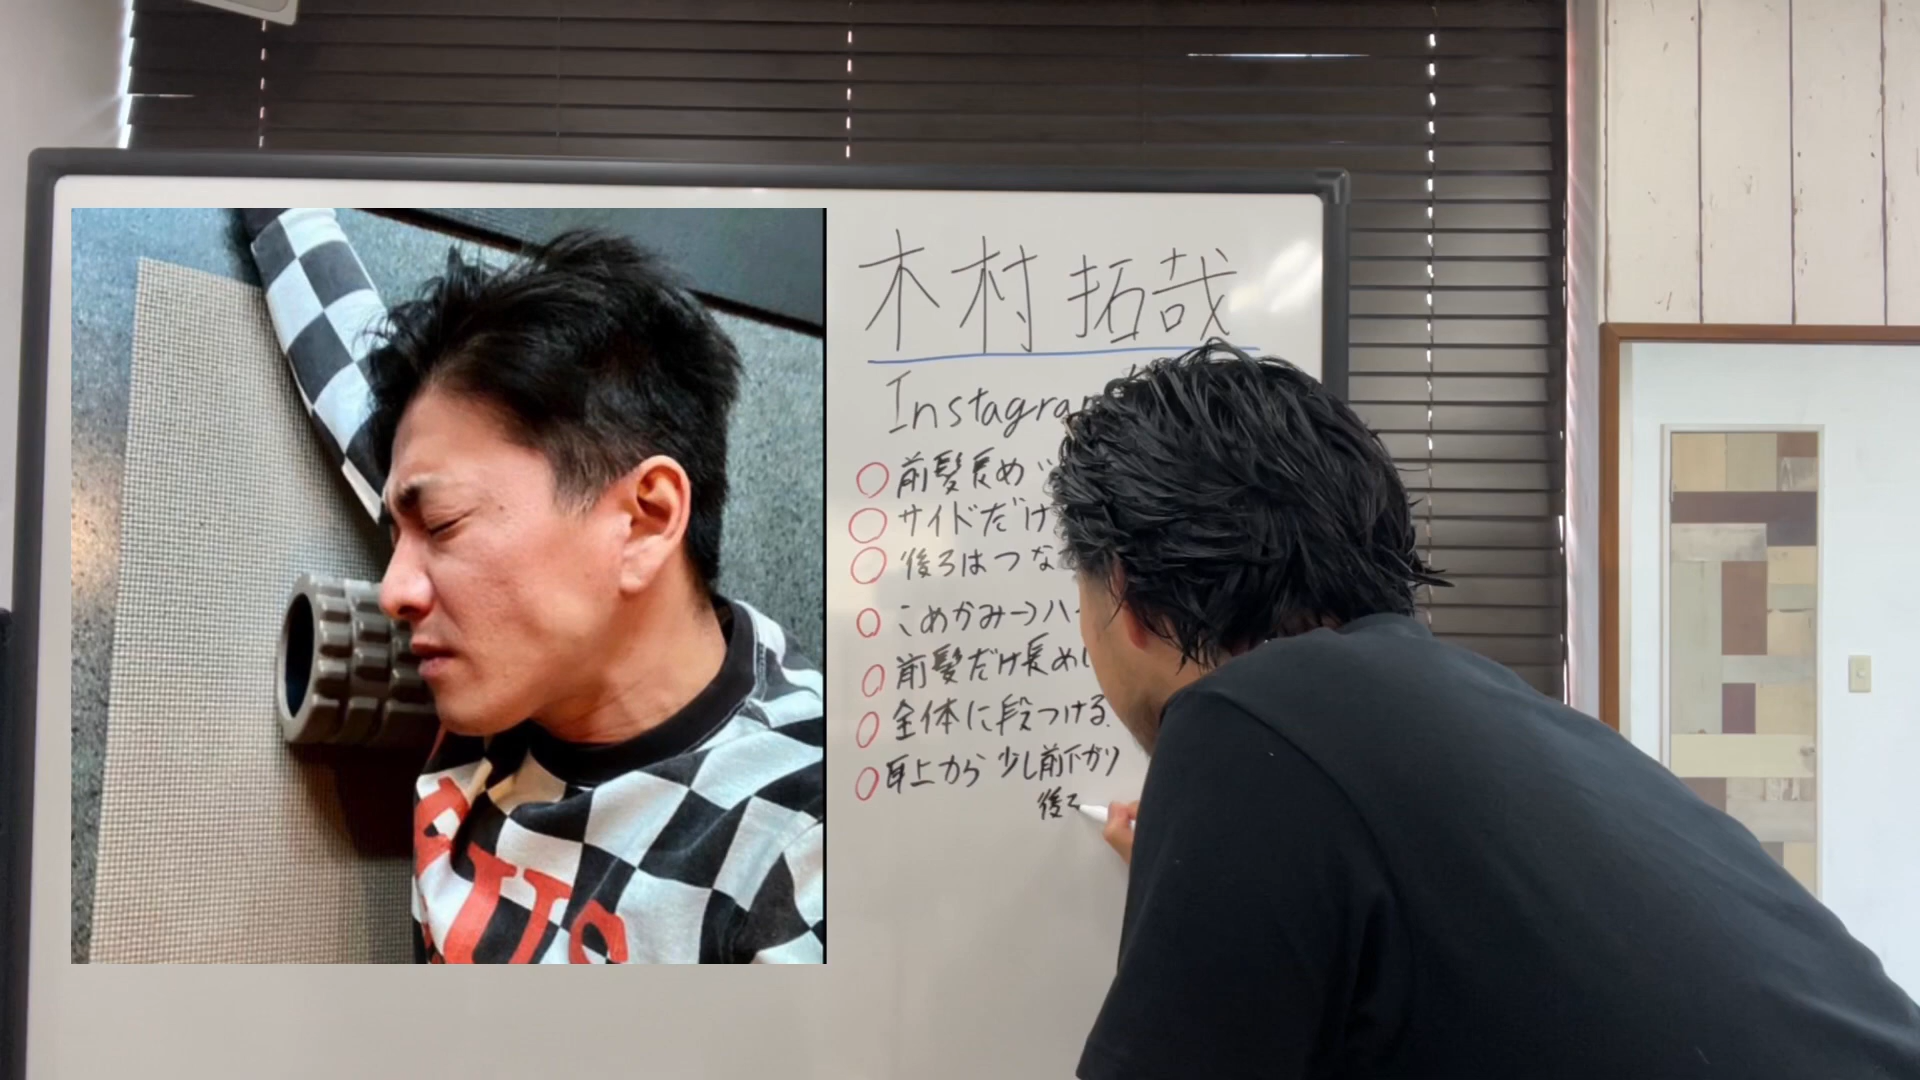 木村拓哉
Instagra
○前髪長め
○サイドだけ
○後ろはつな
○こめかみ→ハ
○前髪だけ長め
○全体に段つける
○耳上から 少し前下がり
後ろ
US